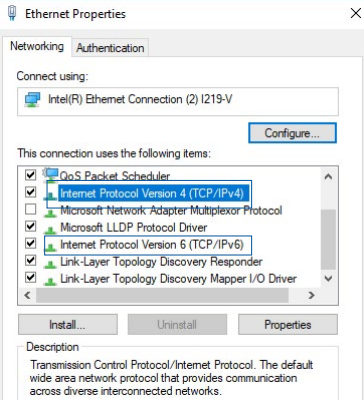 Ethernet Properties
Networking
Authentication
Connect using:
Intel(R) Ethernet Connection (2) I219-V
Configure...
This connection uses the following items:
QoS Packet Scheduler
Internet Protocol Version 4 (TCP/IPv4)
Microsoft Network Adapter Multiplexor Protocol
Microsoft LLDP Protocol Driver
Internet Protocol Version 6 (TCP/IPv6)
Link-Layer Topology Discovery Responder
Link-Layer Topology Discovery Mapper I/O Driver
Install...
Uninstall
Properties
Description
Transmission Control Protocol/Internet Protocol. The default
wide area network protocol that provides communication
across diverse interconnected networks.